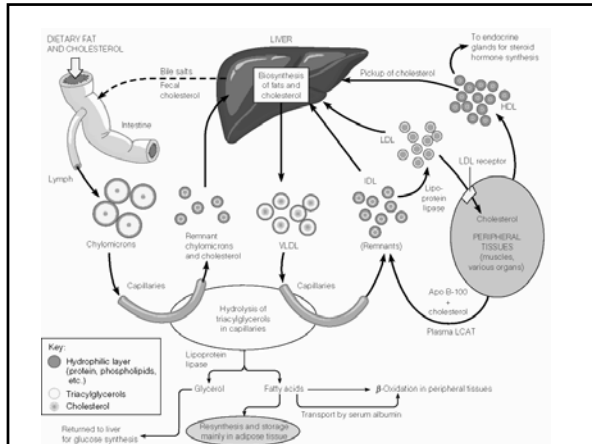 DIETARY FAT
AND CHOLESTEROL
LIVER
To endocrine
glands for steroid
hormone synthesis
Bile salts
Fecal
cholesterol
Biosynthesis
of fats and
cholesterol
Pickup of cholesterol
HDL
Intestine
LDL
LDL receptor
Lymph
IDL
Lipo-
protein
lipase
Cholesterol
PERIPHERAL
TISSUES
(muscles,
various organs)
Chylomicrons
Remnant
chylomicrons
and cholesterol
VLDL
(Remnants)
Capillaries
Capillaries
Apo B-100
+
cholesterol
Hydrolysis of
triacylglycerols
in capillaries
Plasma LCAT
Key:
Hydrophilic layer
(protein, phospholipids,
etc.)
Triacylglycerols
Cholesterol
Lipoprotein
lipase
Glycerol
Fatty acids
β-Oxidation in peripheral tissues
Transport by serum albumin
Returned to liver
for glucose synthesis
Resynthesis and storage
mainly in adipose tissue